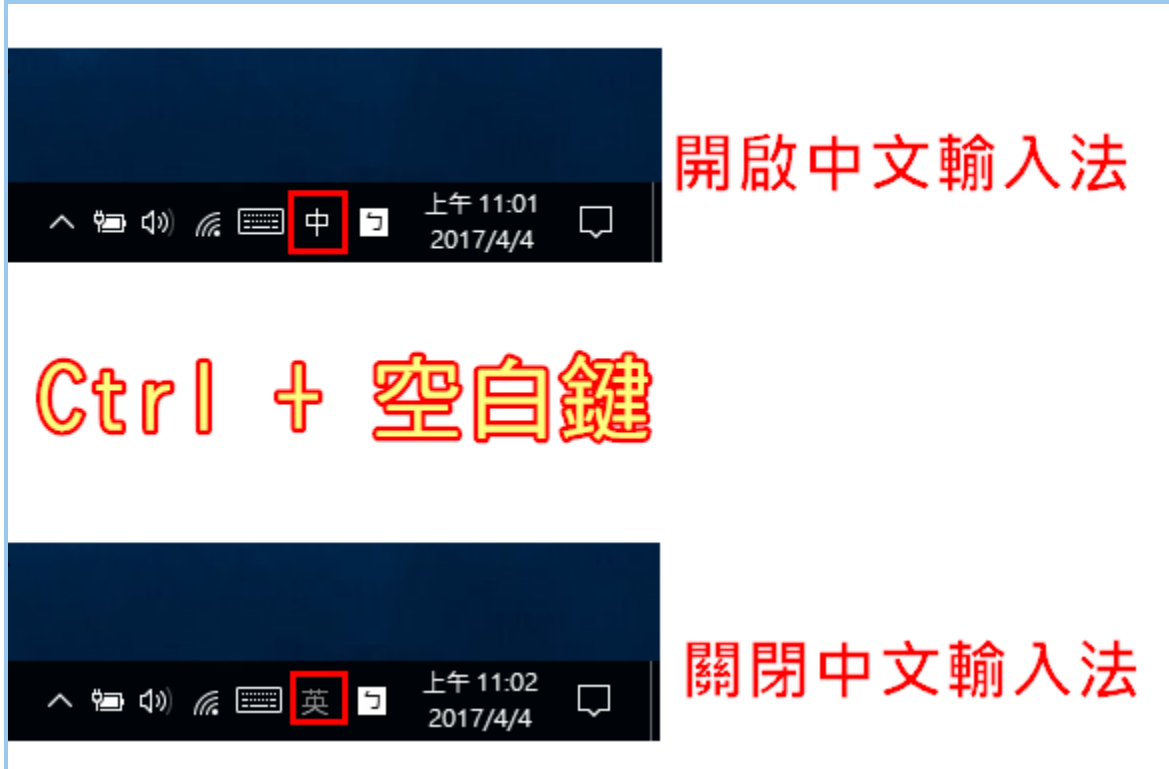 開啟中文輸入法
中 ㄅ 上午 11:01
2017/4/4
Ctrl + 空白鍵
關閉中文輸入法
英 ㄅ 上午 11:02
2017/4/4